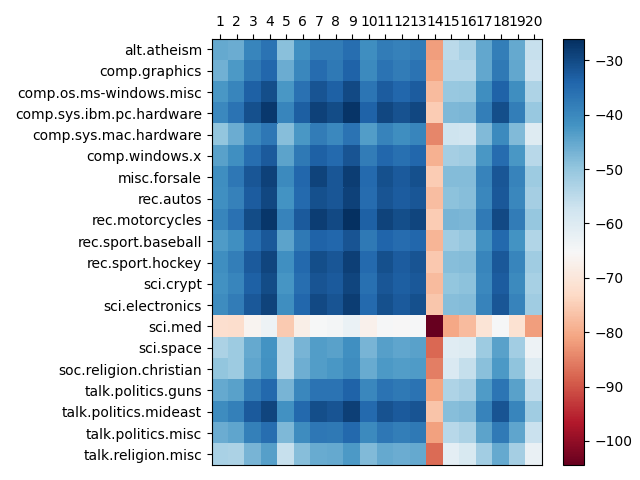 1 2 3 4 5 6 7 8 9 10 11 12 13 14 15 16 17 18 19 20
alt.atheism
comp.graphics
comp.os.ms-windows.misc
comp.sys.ibm.pc.hardware
comp.sys.mac.hardware
comp.windows.x
misc.forsale
rec.autos
rec.motorcycles
rec.sport.baseball
rec.sport.hockey
sci.crypt
sci.electronics
sci.med
sci.space
soc.religion.christian
talk.politics.guns
talk.politics.mideast
talk.politics.misc
talk.religion.misc
−30
−40
−50
−60
−70
−80
−90
−100